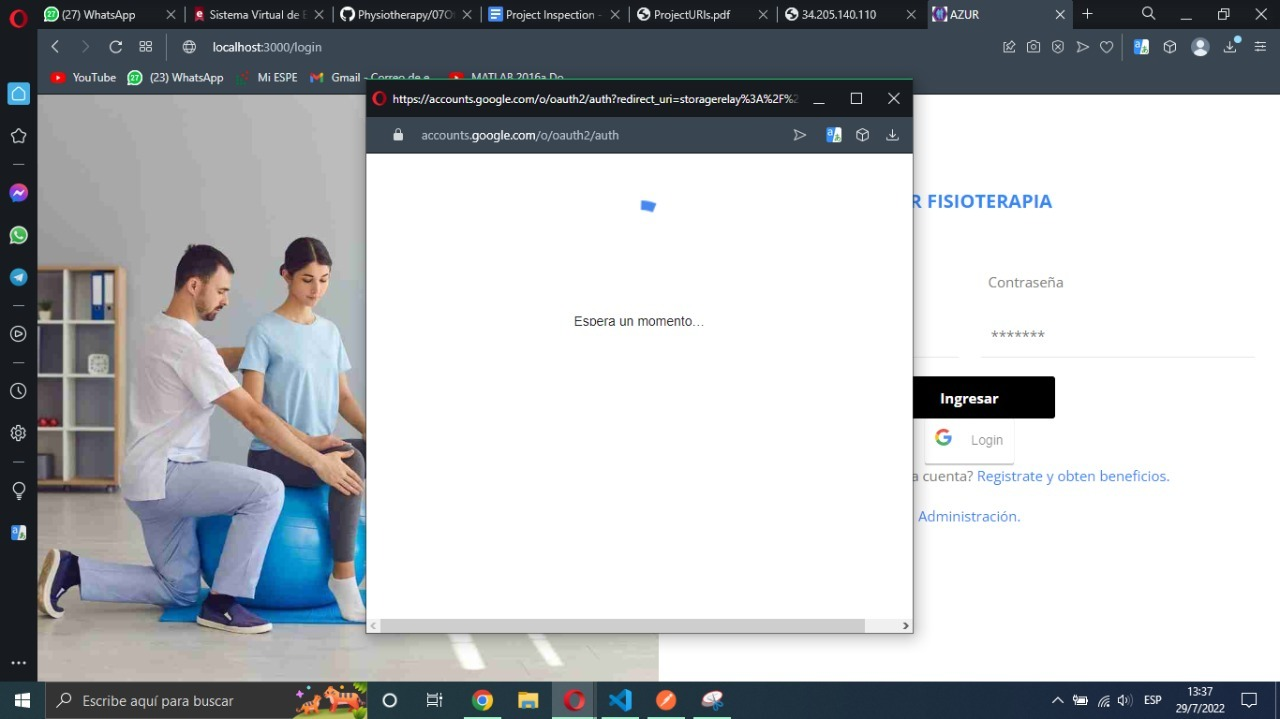 (27) WhatsApp
Sistema Virtual de E
Physiotherapy/07O
Project Inspection -
ProjectURIs.pdf
34.205.140.110
AZUR
localhost:3000/login
YouTube
(23) WhatsApp
Mi ESPE
Gmail - Correo de e
MATLAB 2016a Do
https://accounts.google.com/o/oauth2/auth?redirect_uri=storagerelay%3A%2F%2
accounts.google.com/o/oauth2/auth
Espera un momento...
R FISIOTERAPIA
Contraseña
*******
Ingresar
Login
a cuenta? Registrate y obten beneficios.
Administración.
Escribe aquí para buscar
ESP
13:37
29/7/2022